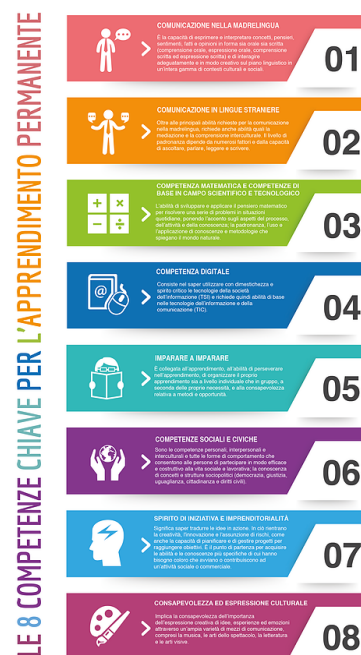 LE 8 COMPETENZE CHIAVE PER L'APPRENDIMENTO PERMANENTE
COMUNICAZIONE NELLA MADRELINGUA
È la capacità di esprimere e interpretare concetti, pensieri,
sentimenti, fatti e opinioni in forma sia orale sia scritta
(comprensione orale, espressione orale, comprensione
scritta ed espressione scritta) e di interagire
adeguatamente e in modo creativo sul piano linguistico in
un'intera gamma di contesti culturali e sociali.
01
COMUNICAZIONE IN LINGUE STRANIERE
Oltre alle principali abilità richieste per la comunicazione
nella madrelingua, richiede anche abilità quali la
mediazione e la comprensione interculturale. Il livello di
padronanza dipende da numerosi fattori e dalla capacità
di ascoltare, parlare, leggere e scrivere.
02
COMPETENZA MATEMATICA E COMPETENZE DI
BASE IN CAMPO SCIENTIFICO E TECNOLOGICO
L'abilità di sviluppare e applicare il pensiero matematico
per risolvere una serie di problemi in situazioni
quotidiane, ponendo l'accento sugli aspetti del processo,
dell'attività e della conoscenza; la padronanza, l'uso e
l'applicazione di conoscenze e metodologie che
spiegano il mondo naturale.
03
COMPETENZA DIGITALE
Consiste nel saper utilizzare con dimestichezza e
spirito critico le tecnologie della società
dell'informazione (TSI) e richiede quindi abilità di base
nelle tecnologie dell'informazione e della
comunicazione (TIC).
@
04
IMPARARE A IMPARARE
È collegata all'apprendimento, all'abilità di perseverare
nell'apprendimento, di organizzare il proprio
apprendimento sia a livello individuale che in gruppo, a
seconda delle proprie necessità, e alla consapevolezza
relativa a metodi e opportunità.
05
COMPETENZE SOCIALI E CIVICHE
Sono le competenze personali, interpersonali e
interculturali e tutte le forme di comportamento che
consentono alle persone di partecipare in modo efficace
e costruttivo alla vita sociale e lavorativa; la conoscenza
di concetti e strutture sociopolitici (democrazia, giustizia,
uguaglianza, cittadinanza e diritti civili).
06
SPIRITO DI INIZIATIVA E IMPRENDITORIALITÀ
Significa saper tradurre le idee in azione. In ciò rientrano
la creatività, l'innovazione e l'assunzione di rischi, come
anche la capacità di pianificare e di gestire progetti per
raggiungere obiettivi. È il punto di partenza per acquisire
le abilità e le conoscenze più specifiche di cui hanno
bisogno coloro che avviano o contribuiscono ad
un'attività sociale o commerciale.
07
CONSAPEVOLEZZA ED ESPRESSIONE CULTURALE
Implica la consapevolezza dell'importanza
dell'espressione creativa di idee, esperienze ed emozioni
attraverso un'ampia varietà di mezzi di comunicazione,
compresi la musica, le arti dello spettacolo, la letteratura
e le arti visive.
08